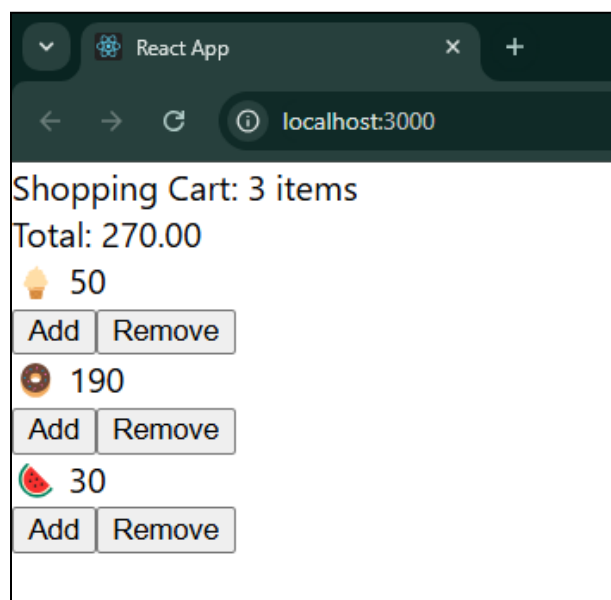 React App
localhost:3000
Shopping Cart: 3 items
Total: 270.00
🍦 50
Add Remove
🍩 190
Add Remove
🍉 30
Add Remove